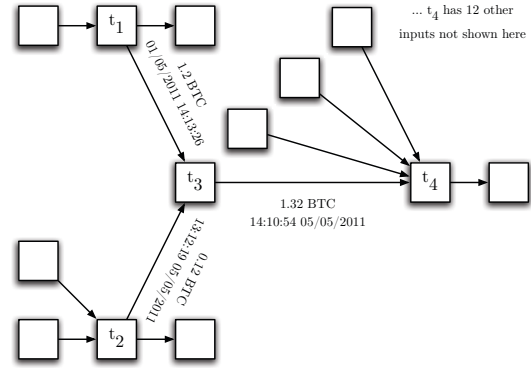 t1
1.2 BTC
01/05/2011 14:13:26
... t4 has 12 other
inputs not shown here
t3
t4
1.32 BTC
14:10:54 05/05/2011
0.12 BTC
13:12:19 05/05/2011
t2